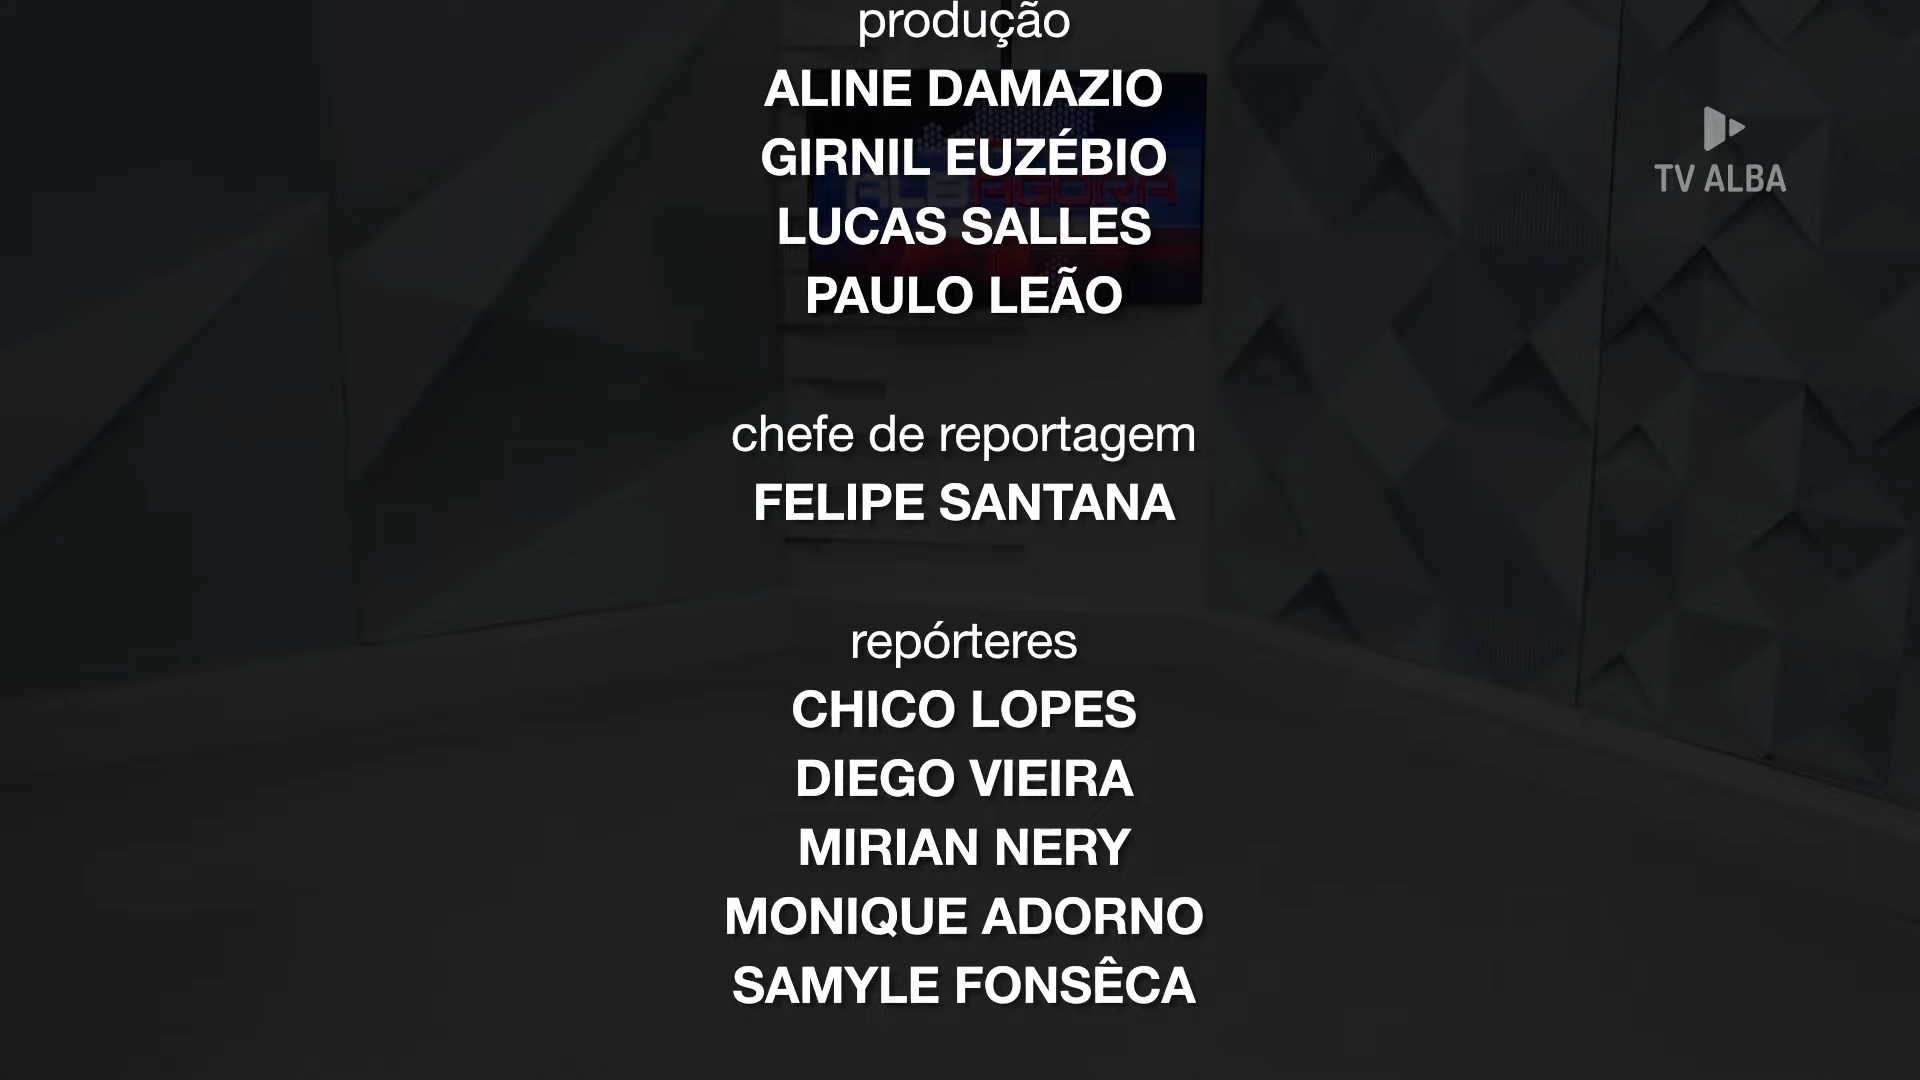 produção
ALINE DAMAZIO
GIRNIL EUZÉBIO
LUCAS SALLES
PAULO LEÃO
ALBAGORA
TV ALBA
chefe de reportagem
FELIPE SANTANA
repórteres
CHICO LOPES
DIEGO VIEIRA
MIRIAN NERY
MONIQUE ADORNO
SAMYLE FONSÊCA